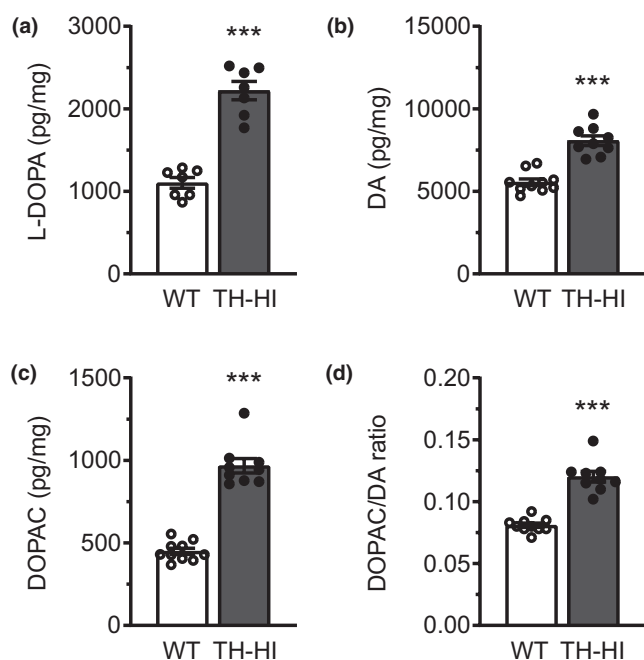 (a)
3000
2000
1000
0
L-DOPA (pg/mg)
***
WT TH-HI
(b)
15000
10000
5000
0
DA (pg/mg)
***
WT TH-HI
(c)
1500
1000
500
0
DOPAC (pg/mg)
***
WT TH-HI
(d)
0.20
0.15
0.10
0.05
0.00
DOPAC/DA ratio
***
WT TH-HI